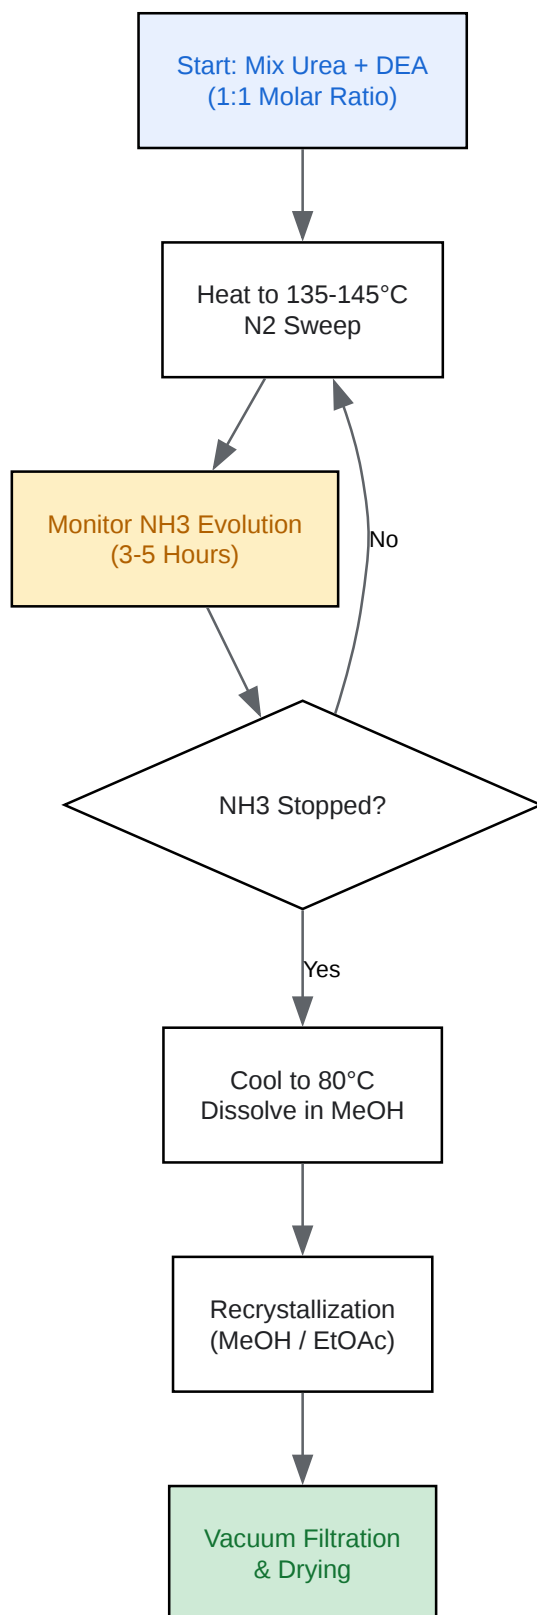 Start: Mix Urea + DEA
(1:1 Molar Ratio)
Heat to 135-145°C
N2 Sweep
Monitor NH3 Evolution
(3-5 Hours)
No
NH3 Stopped?
Yes
Cool to 80°C
Dissolve in MeOH
Recrystallization
(MeOH / EtOAc)
Vacuum Filtration
& Drying